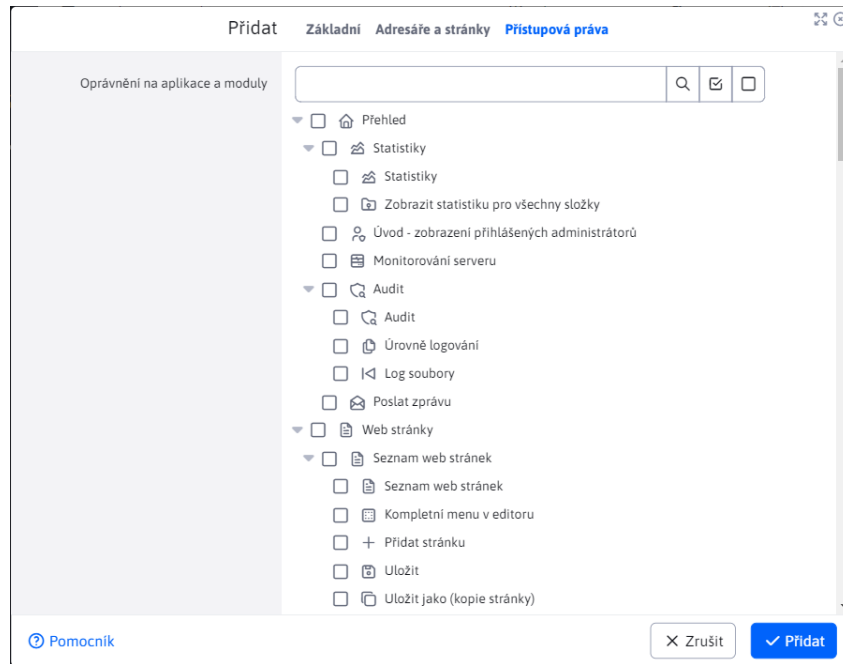 Přidat Základní Adresáře a stránky Přístupová práva
Oprávnění na aplikace a moduly
Přehled
Statistiky
Statistiky
Zobrazit statistiku pro všechny složky
Úvod - zobrazení přihlášených administrátorů
Monitorování serveru
Audit
Audit
Úrovně logování
Log soubory
Poslat zprávu
Web stránky
Seznam web stránek
Seznam web stránek
Kompletní menu v editoru
Přidat stránku
Uložit
Uložit jako (kopie stránky)
Pomocník Zrušit Přidat